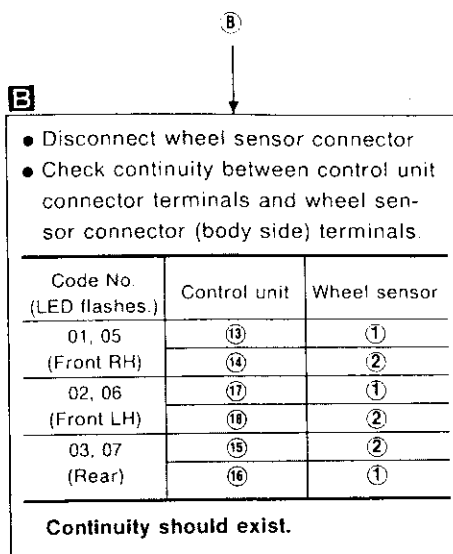 Ⓑ
B
● Disconnect wheel sensor connector
● Check continuity between control unit
connector terminals and wheel sen-
sor connector (body side) terminals.
Code No.
(LED flashes.) Control unit Wheel sensor
01, 05
(Front RH) ⑬ ①
⑭ ②
02, 06
(Front LH) ⑰ ①
⑱ ②
03, 07
(Rear) ⑮ ②
⑯ ①
Continuity should exist.